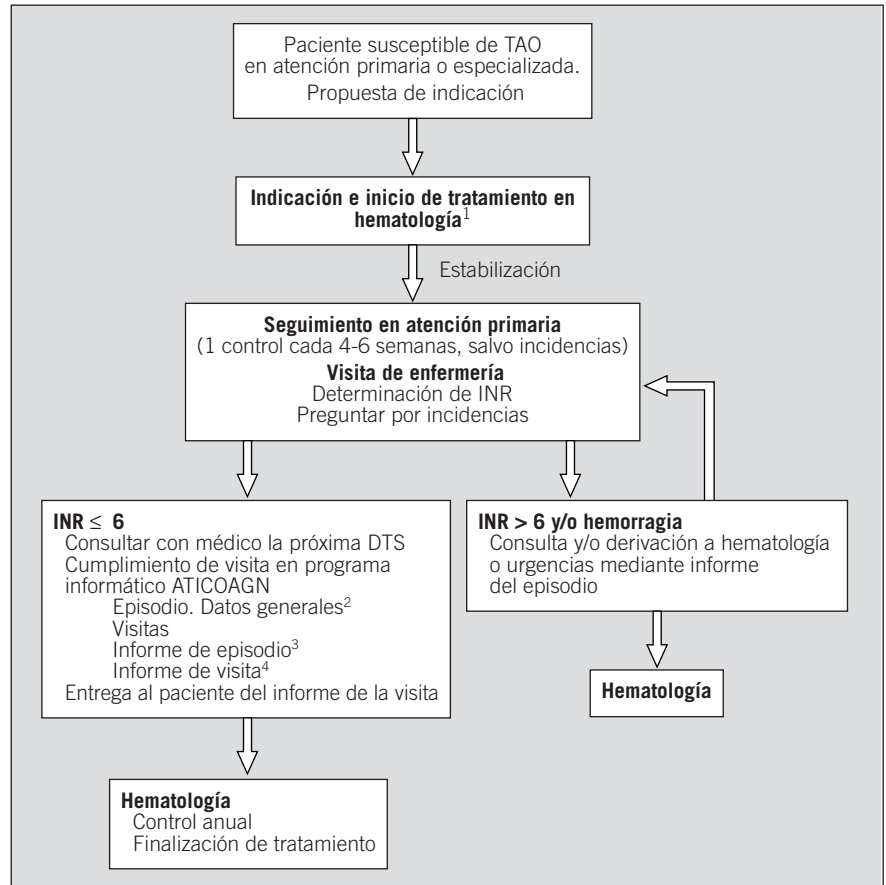 Paciente susceptible de TAO
en atención primaria o especializada.
Propuesta de indicación
Indicación e inicio de tratamiento en
hematología¹
Estabilización
Seguimiento en atención primaria
(1 control cada 4-6 semanas, salvo incidencias)
Visita de enfermería
Determinación de INR
Preguntar por incidencias
INR ≤ 6
Consultar con médico la próxima DTS
Cumplimiento de visita en programa
informático ATICOAGN
Episodio. Datos generales²
Visitas
Informe de episodio³
Informe de visita⁴
Entrega al paciente del informe de la visita
INR > 6 y/o hemorragia
Consulta y/o derivación a hematología
o urgencias mediante informe
del episodio
Hematología
Hematología
Control anual
Finalización de tratamiento